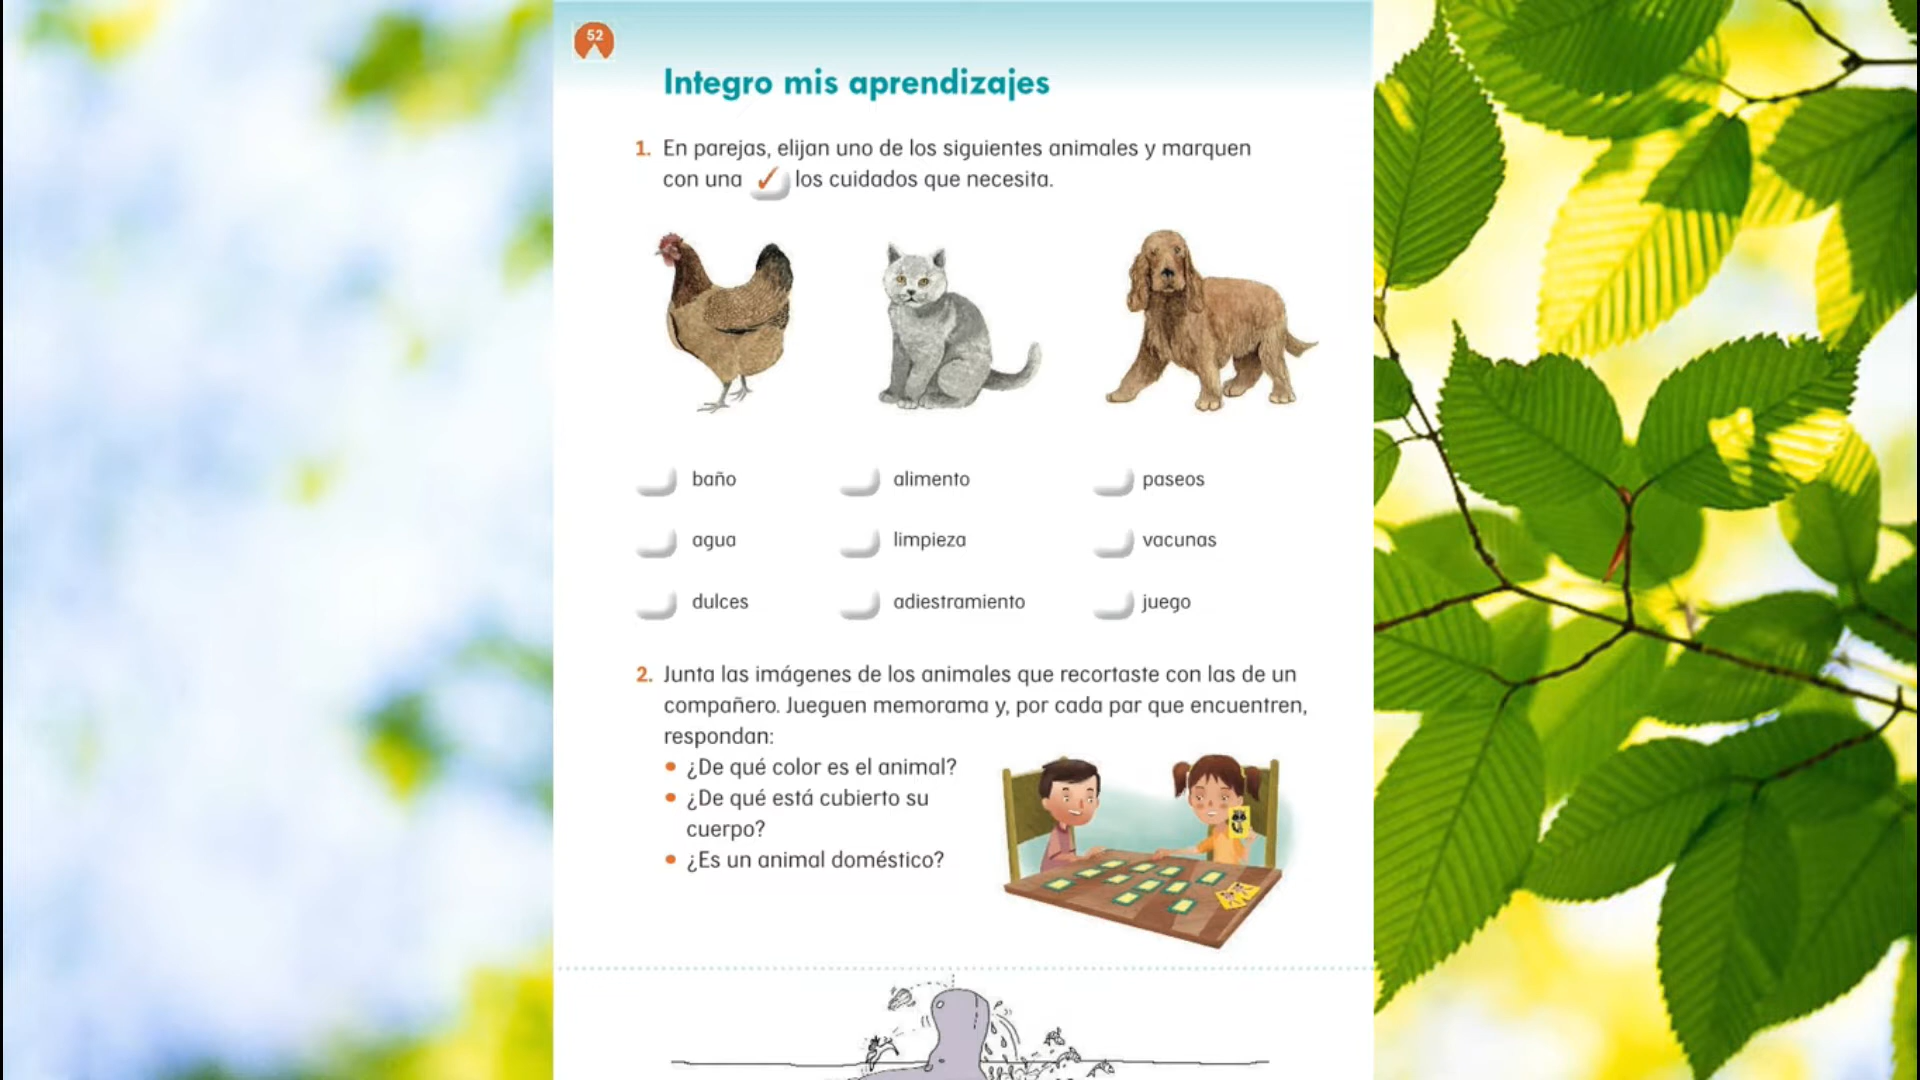 52
Integro mis aprendizajes
1. En parejas, elijan uno de los siguientes animales y marquen
con una ✓ los cuidados que necesita.
baño alimento paseos
agua limpieza vacunas
dulces adiestramiento juego
2. Junta las imágenes de los animales que recortaste con las de un
compañero. Jueguen memorama y, por cada par que encuentren,
respondan:
• ¿De qué color es el animal?
• ¿De qué está cubierto su
cuerpo?
• ¿Es un animal doméstico?